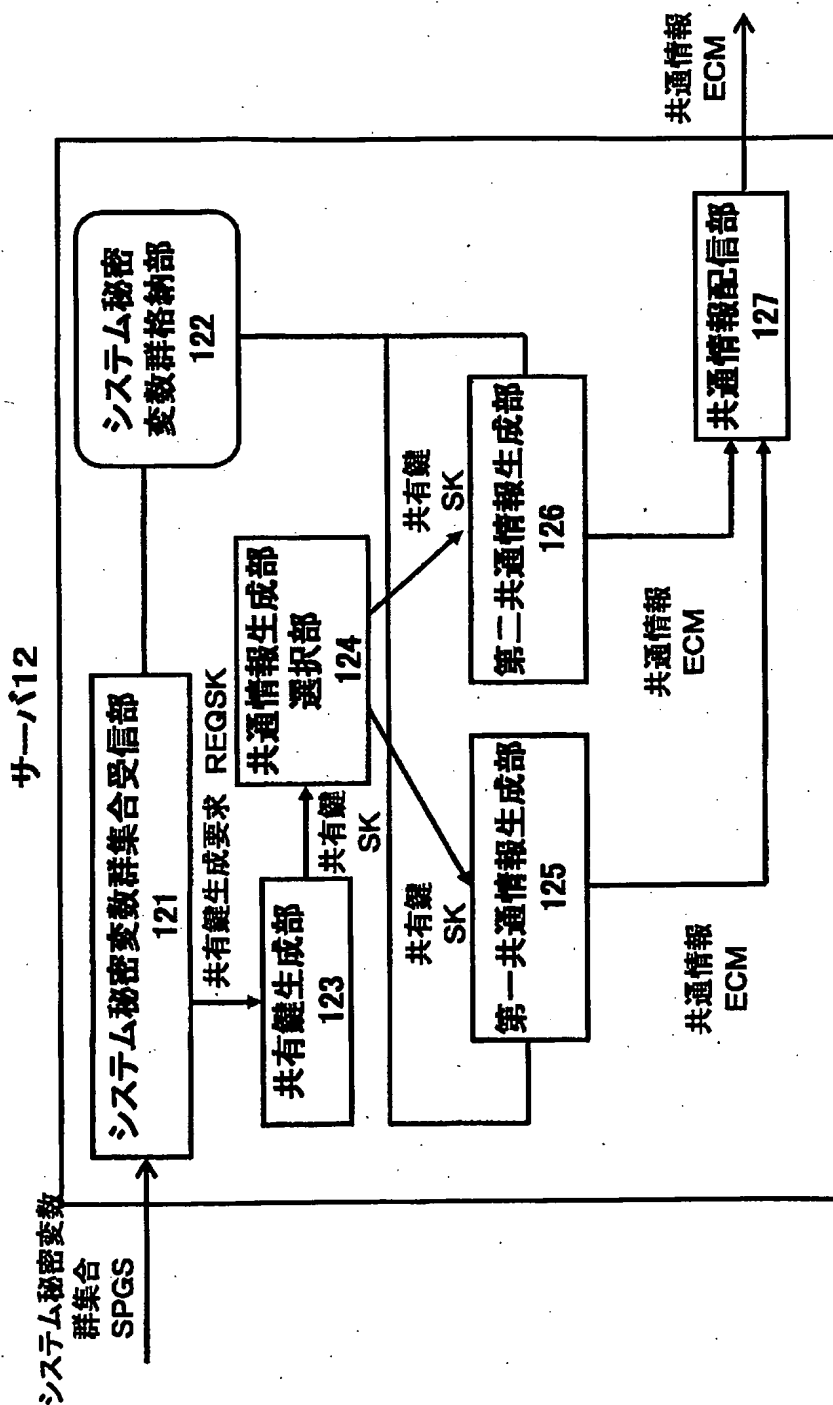 サーバ12
システム秘密変数
群集合
SPGS
システム秘密変数群集合受信部
121
システム秘密
変数群格納部
122
共有鍵生成要求 REQSK
共有鍵生成部
123
共有鍵
SK
共通情報生成部
選択部
124
共有鍵
SK
共有鍵
SK
第一共通情報生成部
125
第二共通情報生成部
126
共通情報
ECM
共通情報
ECM
共通情報配信部
127
共通情報
ECM